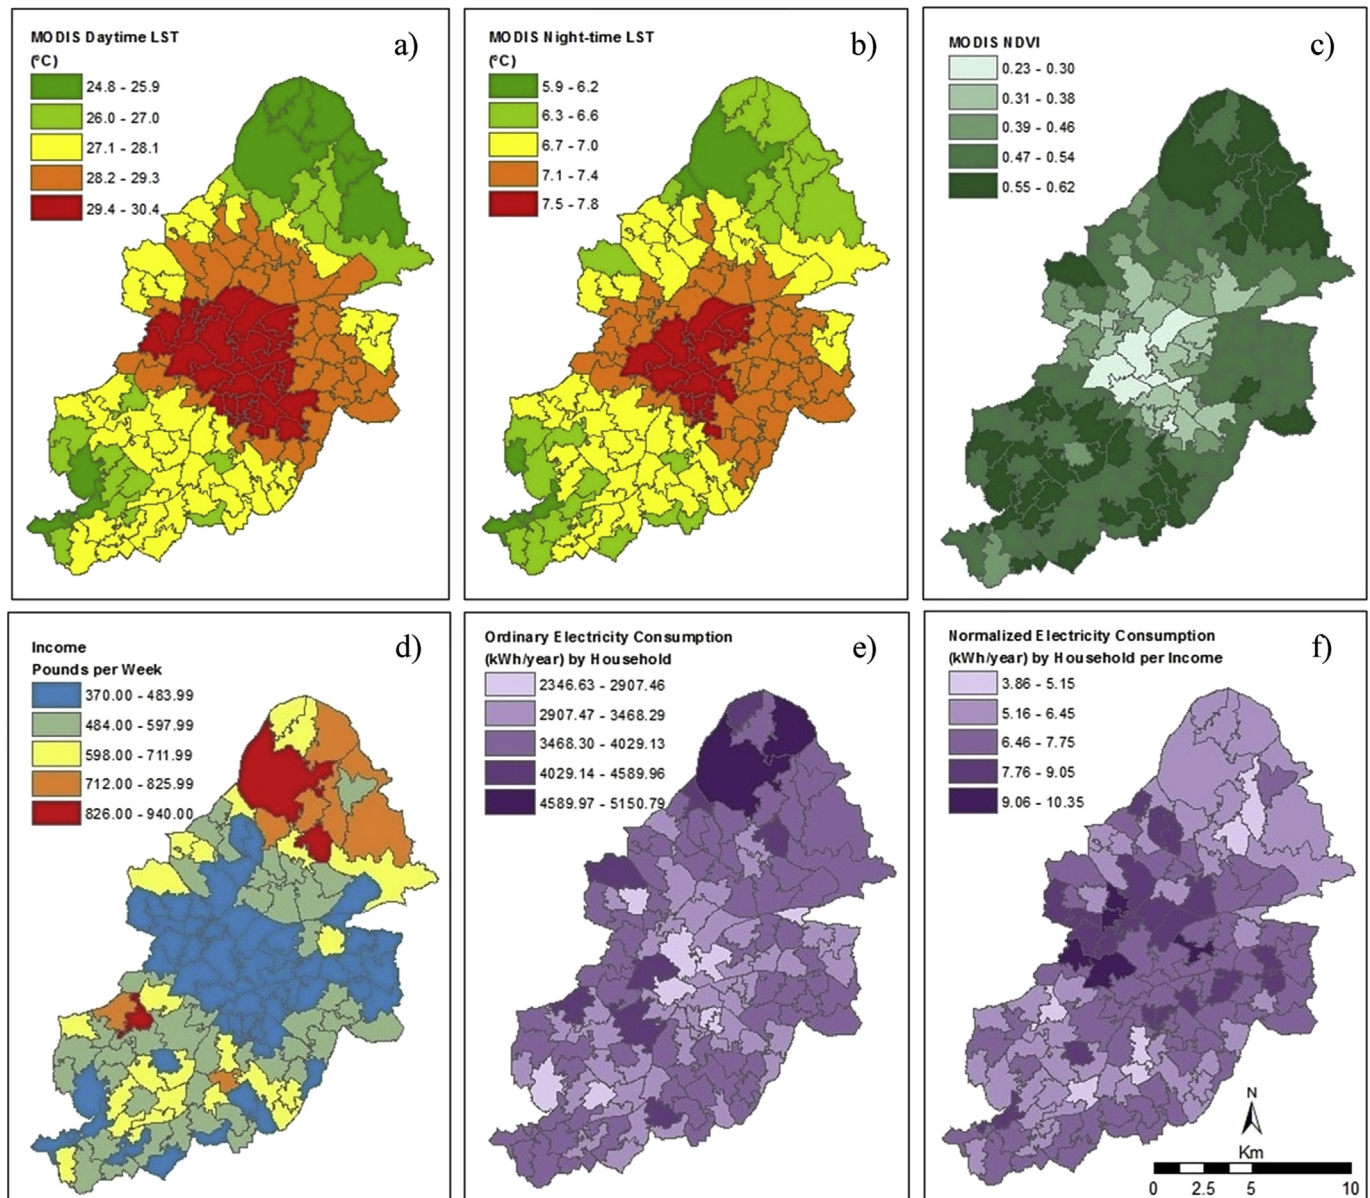 MODIS Daytime LST
(°C)
a)
24.8 - 25.9
26.0 - 27.0
27.1 - 28.1
28.2 - 29.3
29.4 - 30.4
MODIS Night-time LST
(°C)
b)
5.9 - 6.2
6.3 - 6.6
6.7 - 7.0
7.1 - 7.4
7.5 - 7.8
MODIS NDVI
c)
0.23 - 0.30
0.31 - 0.38
0.39 - 0.46
0.47 - 0.54
0.55 - 0.62
Income
Pounds per Week
d)
370.00 - 483.99
484.00 - 597.99
598.00 - 711.99
712.00 - 825.99
826.00 - 940.00
Ordinary Electricity Consumption
(kWh/year) by Household
e)
2346.63 - 2907.46
2907.47 - 3468.29
3468.30 - 4029.13
4029.14 - 4589.96
4589.97 - 5150.79
Normalized Electricity Consumption
(kWh/year) by Household per Income
f)
3.86 - 5.15
5.16 - 6.45
6.46 - 7.75
7.76 - 9.05
9.06 - 10.35
N
Km
0 2.5 5 10